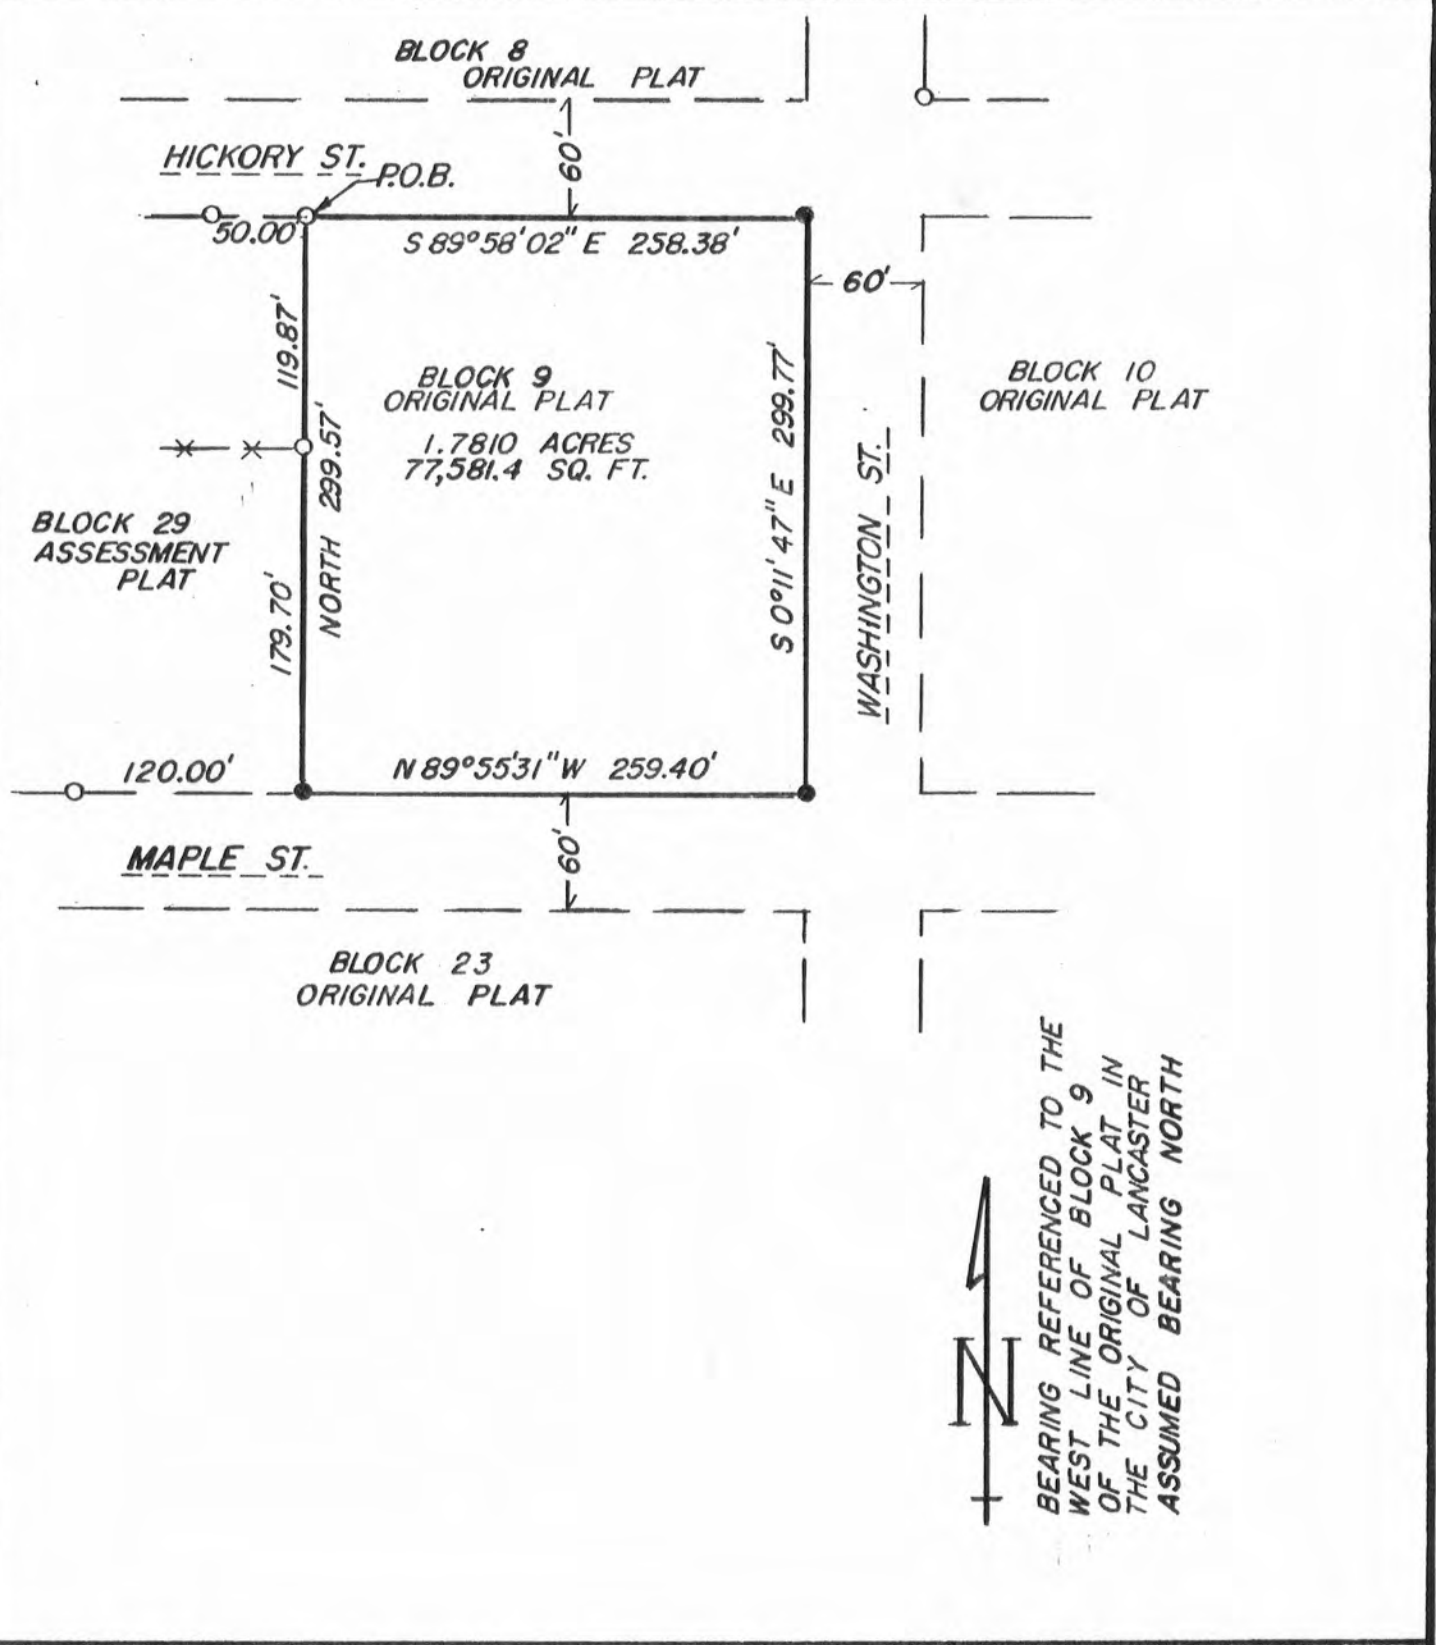 BLOCK 8
ORIGINAL PLAT
HICKORY ST.
P.O.B.
60'
50.00'
S 89°58'02" E 258.38'
60'
119.87'
NORTH 299.57'
179.70'
BLOCK 9
ORIGINAL PLAT
1.7810 ACRES
77,581.4 SQ. FT.
S 0°11'47" E 299.77'
WASHINGTON ST.
BLOCK 10
ORIGINAL PLAT
BLOCK 29
ASSESSMENT
PLAT
120.00'
N 89°55'31" W 259.40'
MAPLE ST.
60'
BLOCK 23
ORIGINAL PLAT
N
BEARING REFERENCED TO THE
WEST LINE OF BLOCK 9
OF THE ORIGINAL PLAT IN
THE CITY OF LANCASTER
ASSUMED BEARING NORTH